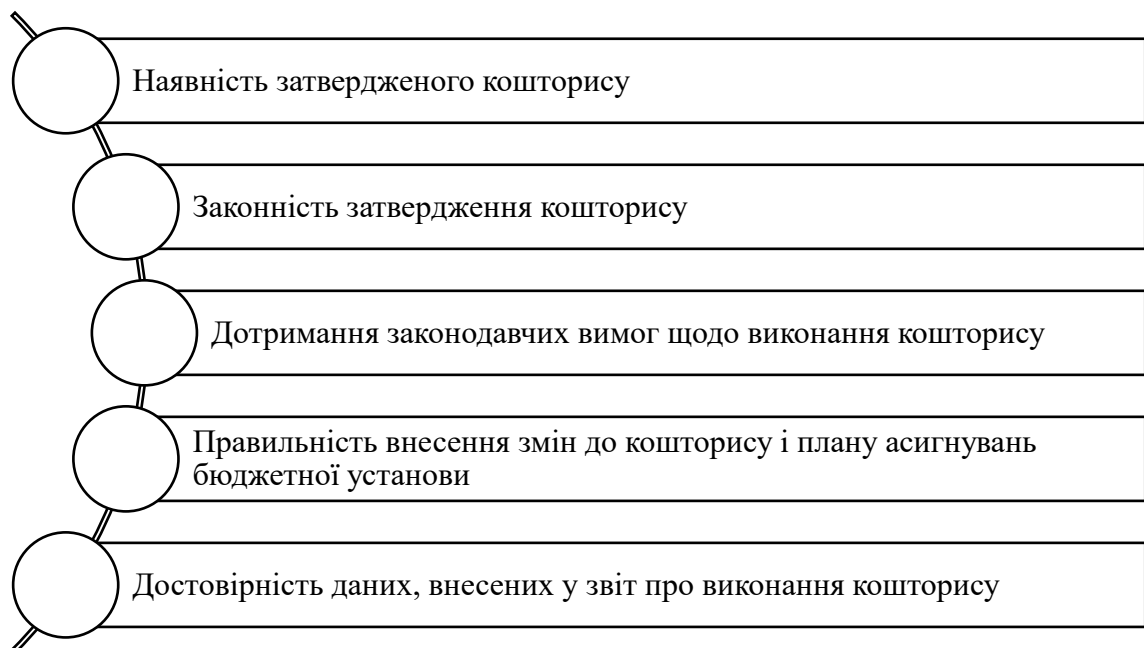 Наявність затвердженого кошторису
Законність затвердження кошторису
Дотримання законодавчих вимог щодо виконання кошторису
Правильність внесення змін до кошторису і плану асигнувань
бюджетної установи
Достовірність даних, внесених у звіт про виконання кошторису